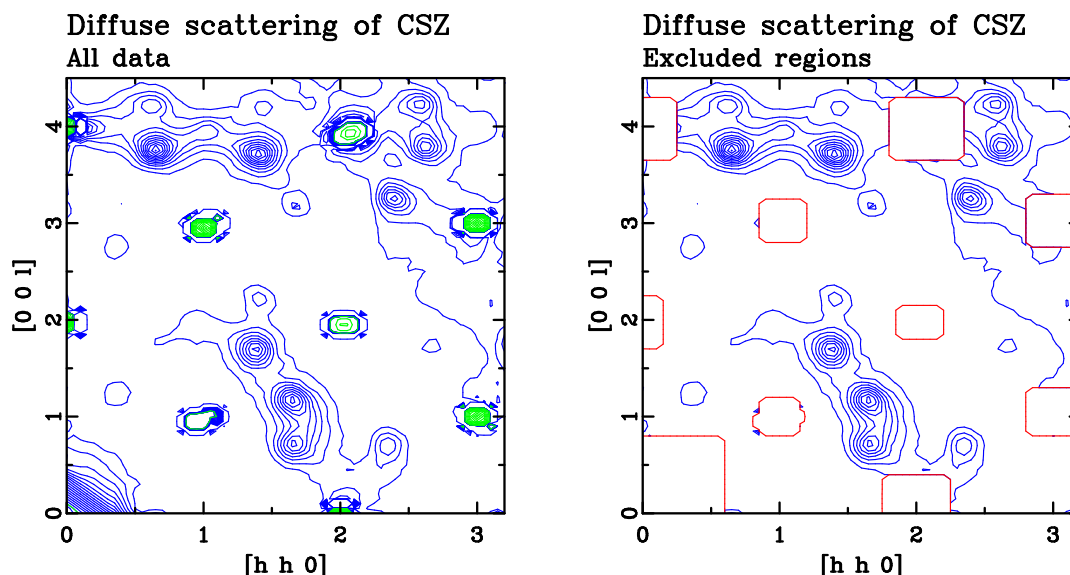 Diffuse scattering of CSZ
All data
4
3
2
1
0
0 1 2 3
[0 0 l]
[h h 0]
Diffuse scattering of CSZ
Excluded regions
4
3
2
1
0
0 1 2 3
[0 0 l]
[h h 0]